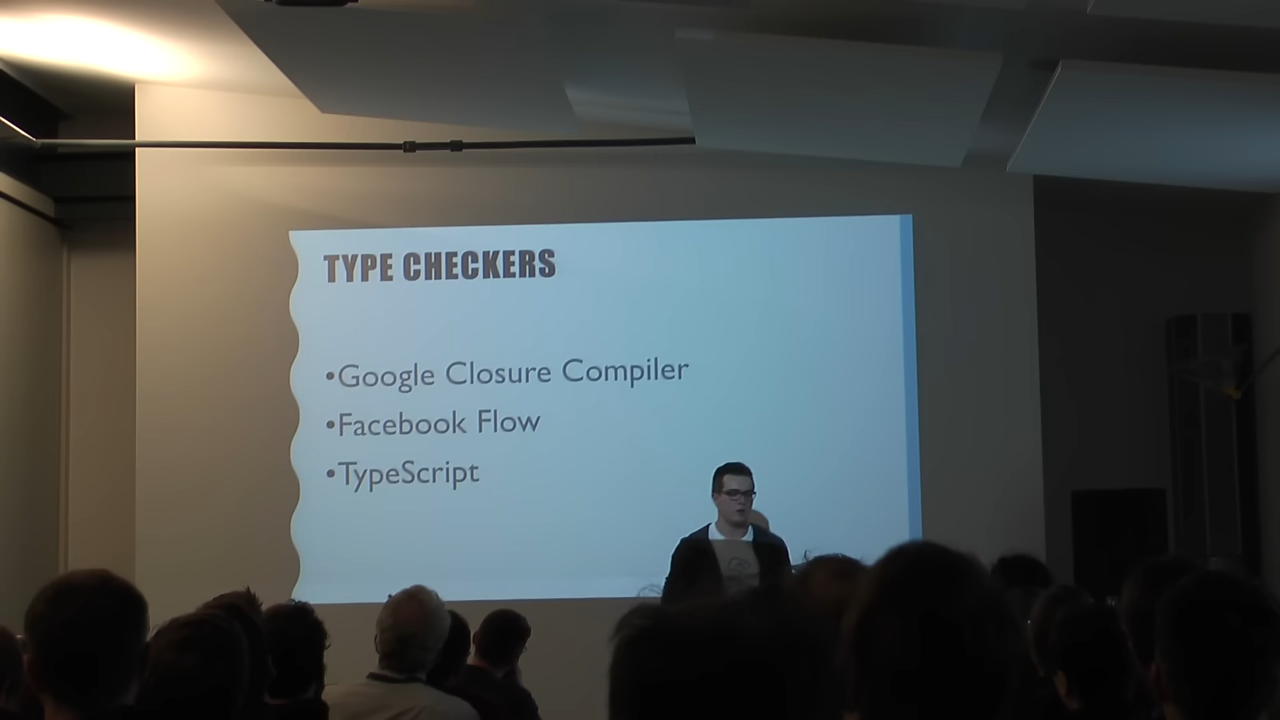 TYPE CHECKERS
•Google Closure Compiler
•Facebook Flow
•TypeScript